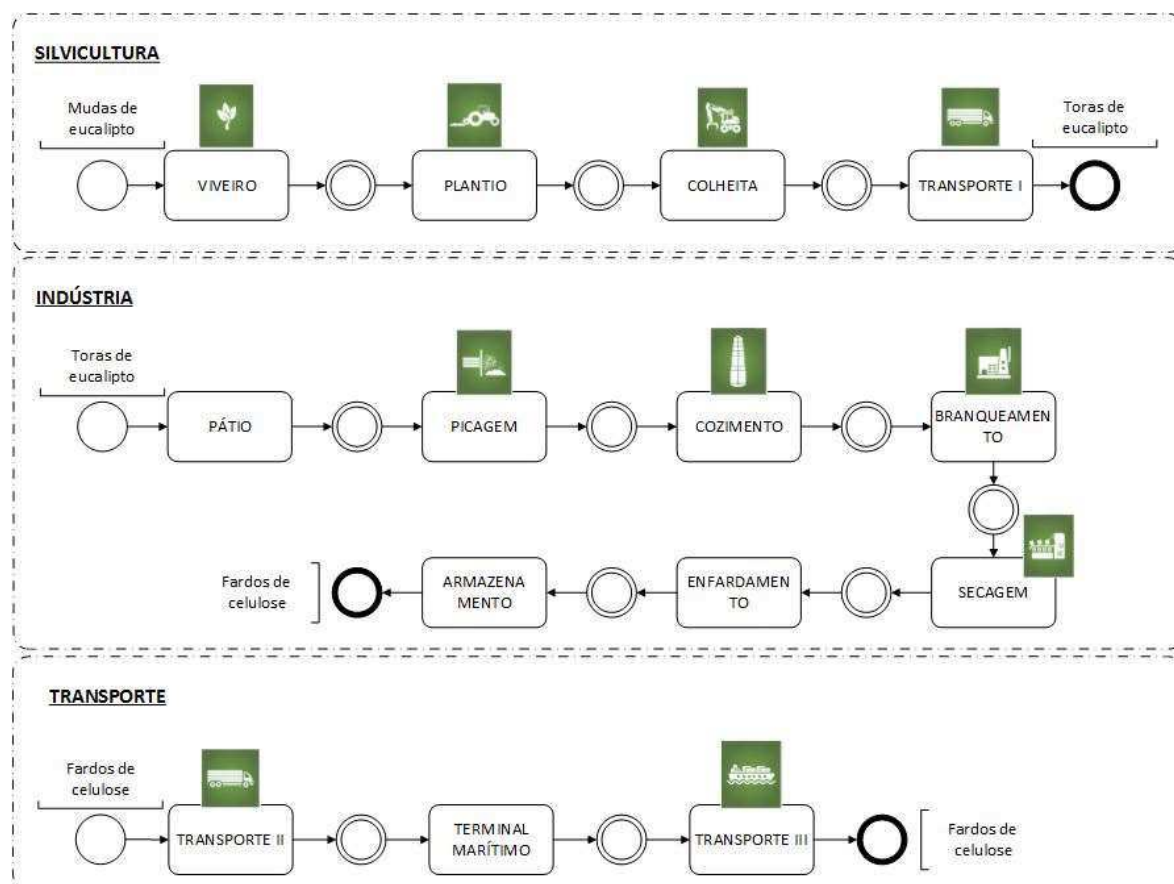 SILVICULTURA
Mudas de
eucalipto
VIVEIRO
PLANTIO
COLHEITA
TRANSPORTE I
Toras de
eucalipto
INDÚSTRIA
Toras de
eucalipto
PÁTIO
PICAGEM
COZIMENTO
BRANQUEAMEN
TO
SECAGEM
ENFARDAMEN
TO
ARMAZENA
MENTO
Fardos de
celulose
TRANSPORTE
Fardos de
celulose
TRANSPORTE II
TERMINAL
MARÍTIMO
TRANSPORTE III
Fardos de
celulose